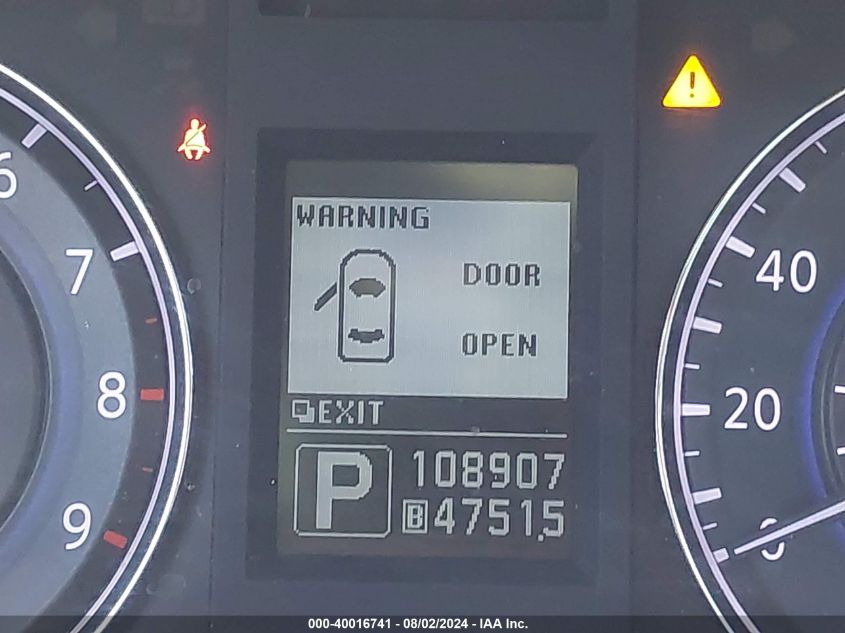 6
7
8
9
WARNING
DOOR
OPEN
EXIT
P
108907
B 4751.5
40
20
0
000-40016741 - 08/02/2024 - IAA Inc.